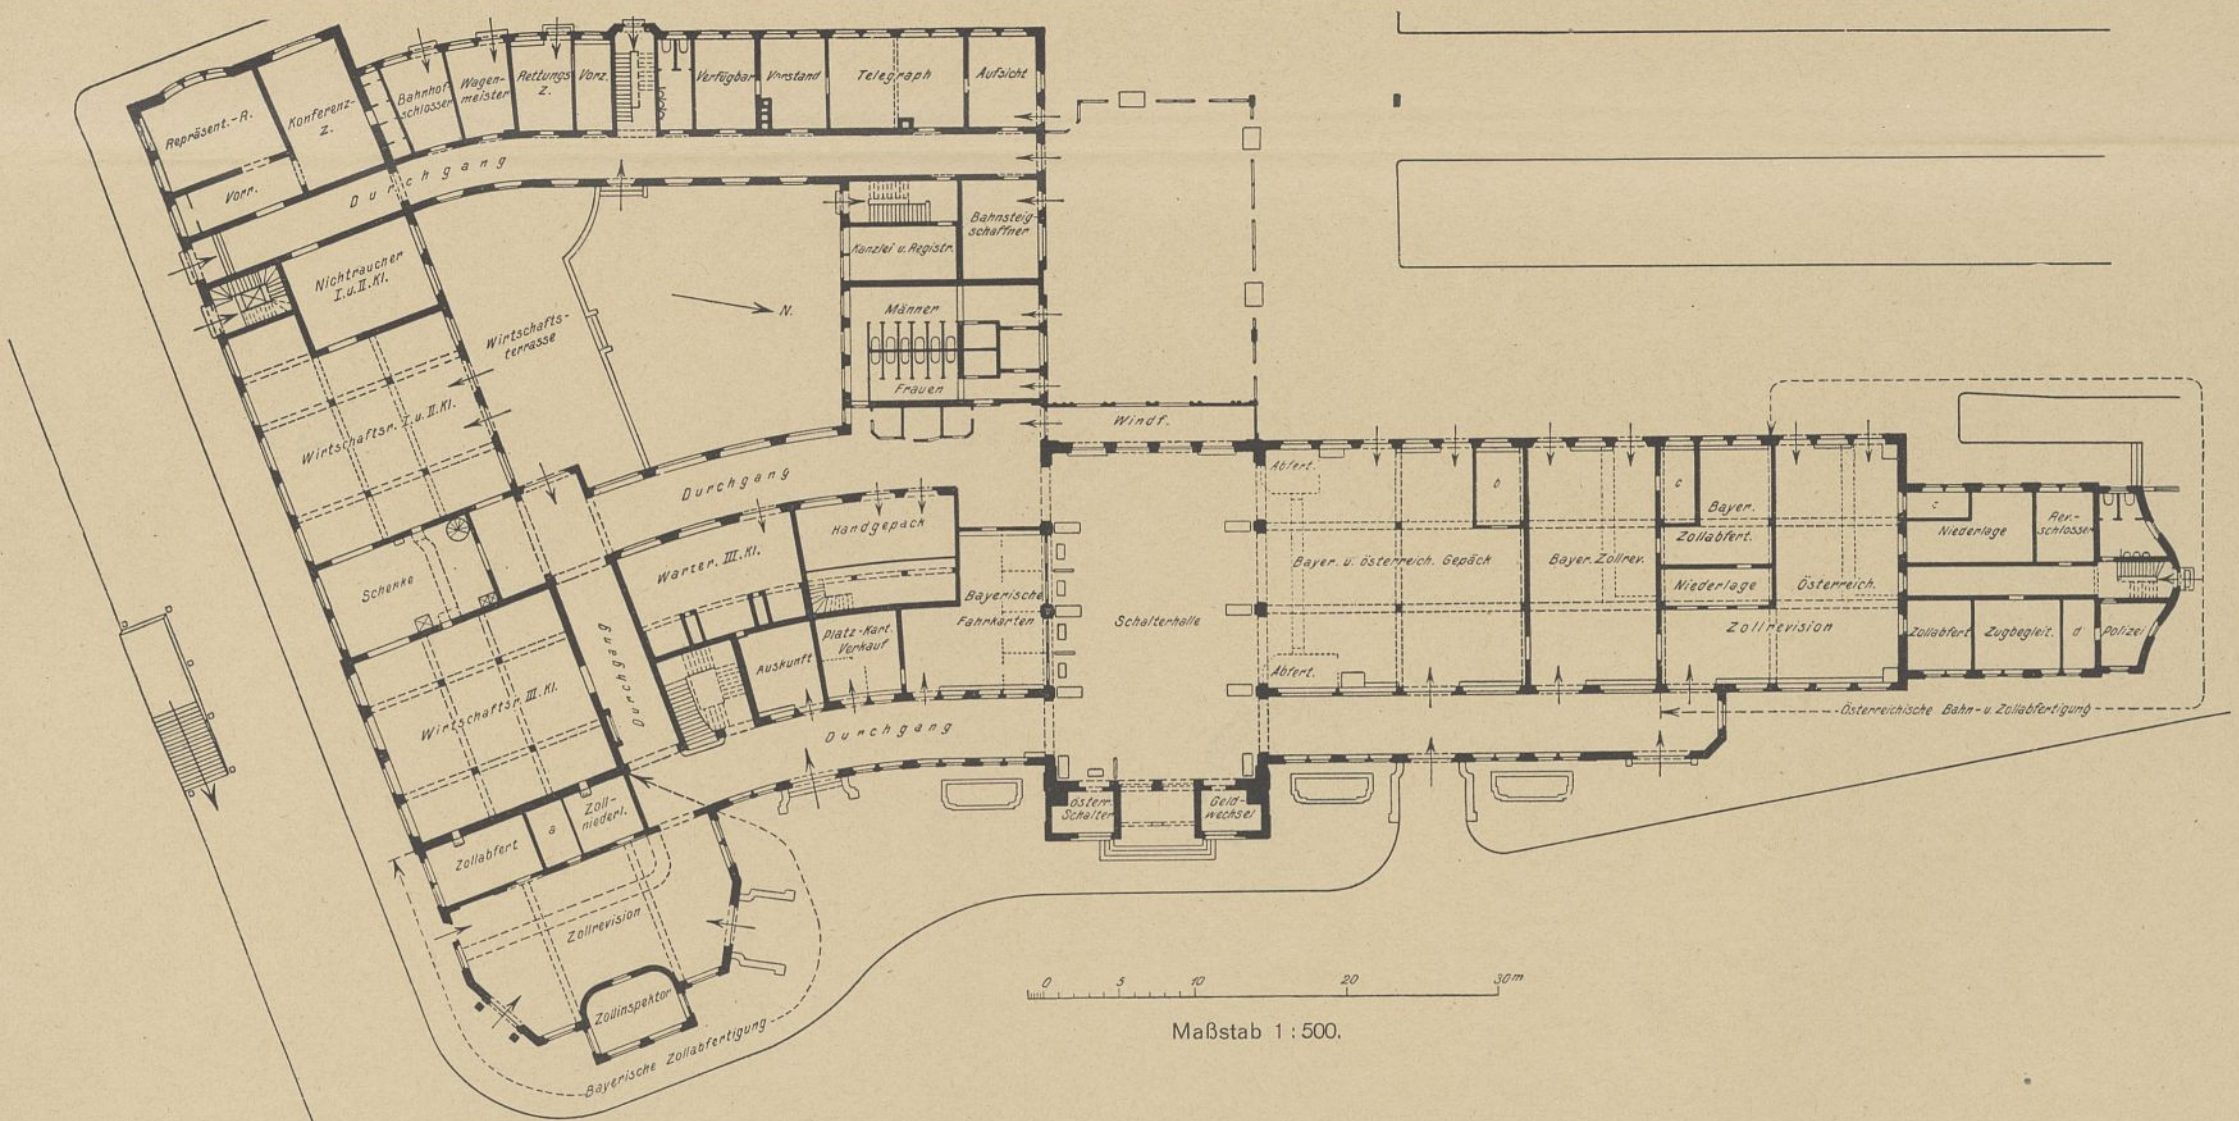 Repräsent.-R.
Konferenz-
Z.
Vorr.
Bahnhof-
schlosser
Wagen-
meister
Rettungs
Z.
Vorz.
Verfügbar
Vorstand
Telegraph
Aufsicht
Durchgang
Nichtraucher
I.u.II.Kl.
Wirtschafts-
terrasse
N.
Kanzlei u. Registr.
Bahnsteig-
schaffner
Männer
Frauen
Windf.
Wirtschaftsr. I.u.II.Kl.
Durchgang
Schenke
Warter. III.Kl.
Handgepäck
Bayerische
Fahrkarten
Schalterhalle
Abfert.
b
Bayer. u. österreich. Gepäck
Abfert.
Bayer. Zollrev.
c
Bayer.
Zollabfert.
Niederlage
Österreich.
Zollrevision
c
Niederlage
Rev.-
schlosser
Zollabfert
Zugbegleit.
d
Polizei
Wirtschaftsr. III.Kl.
Durchgang
Auskunft
Platz-Kart.
Verkauf
Durchgang
Österreichische Bahn- u. Zollabfertigung
österr.
Schalter
Geld-
wechsel
Zollabfert
a
Zoll-
niederl.
Zollrevision
Zollinspektor
Bayerische Zollabfertigung
0 5 10 20 30m
Maßstab 1 : 500.